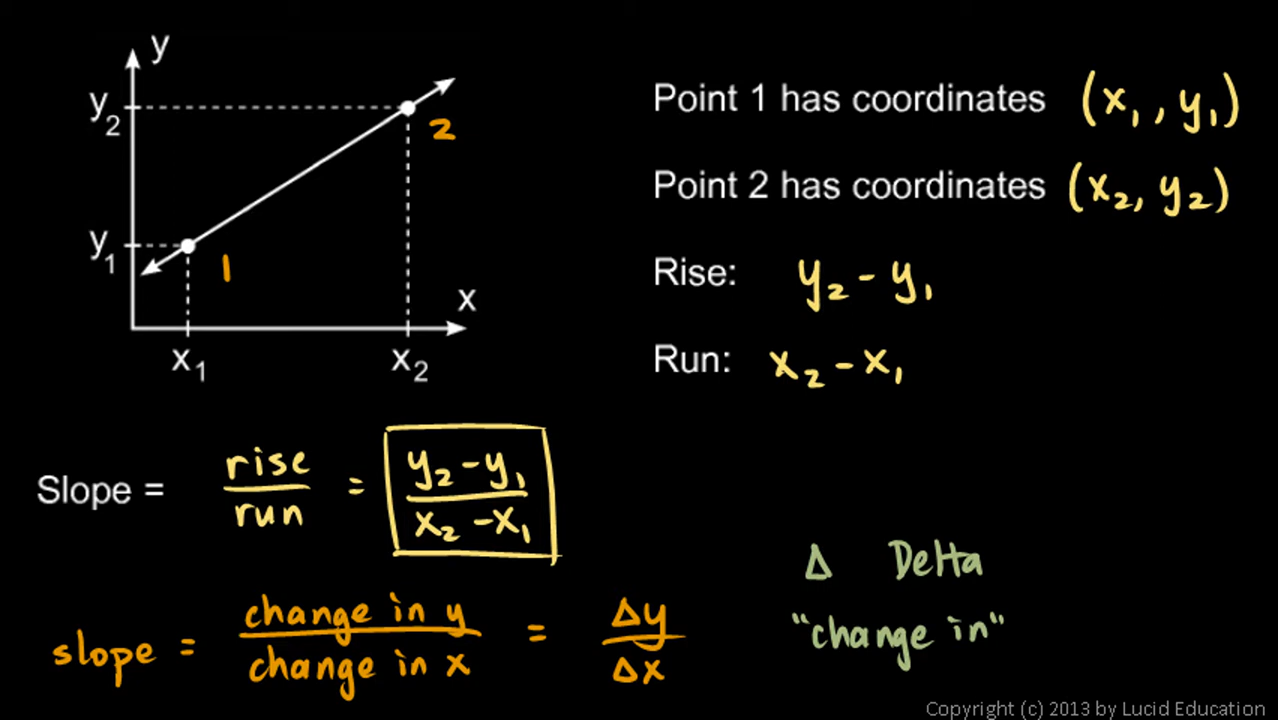 y
y₂
2
y₁
1
x
x₁ x₂
Point 1 has coordinates (x₁, y₁)
Point 2 has coordinates (x₂, y₂)
Rise: y₂ - y₁
Run: x₂ - x₁
Slope = rise/run = (y₂ - y₁)/(x₂ - x₁)
slope = change in y/change in x = Δy/Δx
Δ Delta
"change in"
Copyright (c) 2013 by Lucid Education